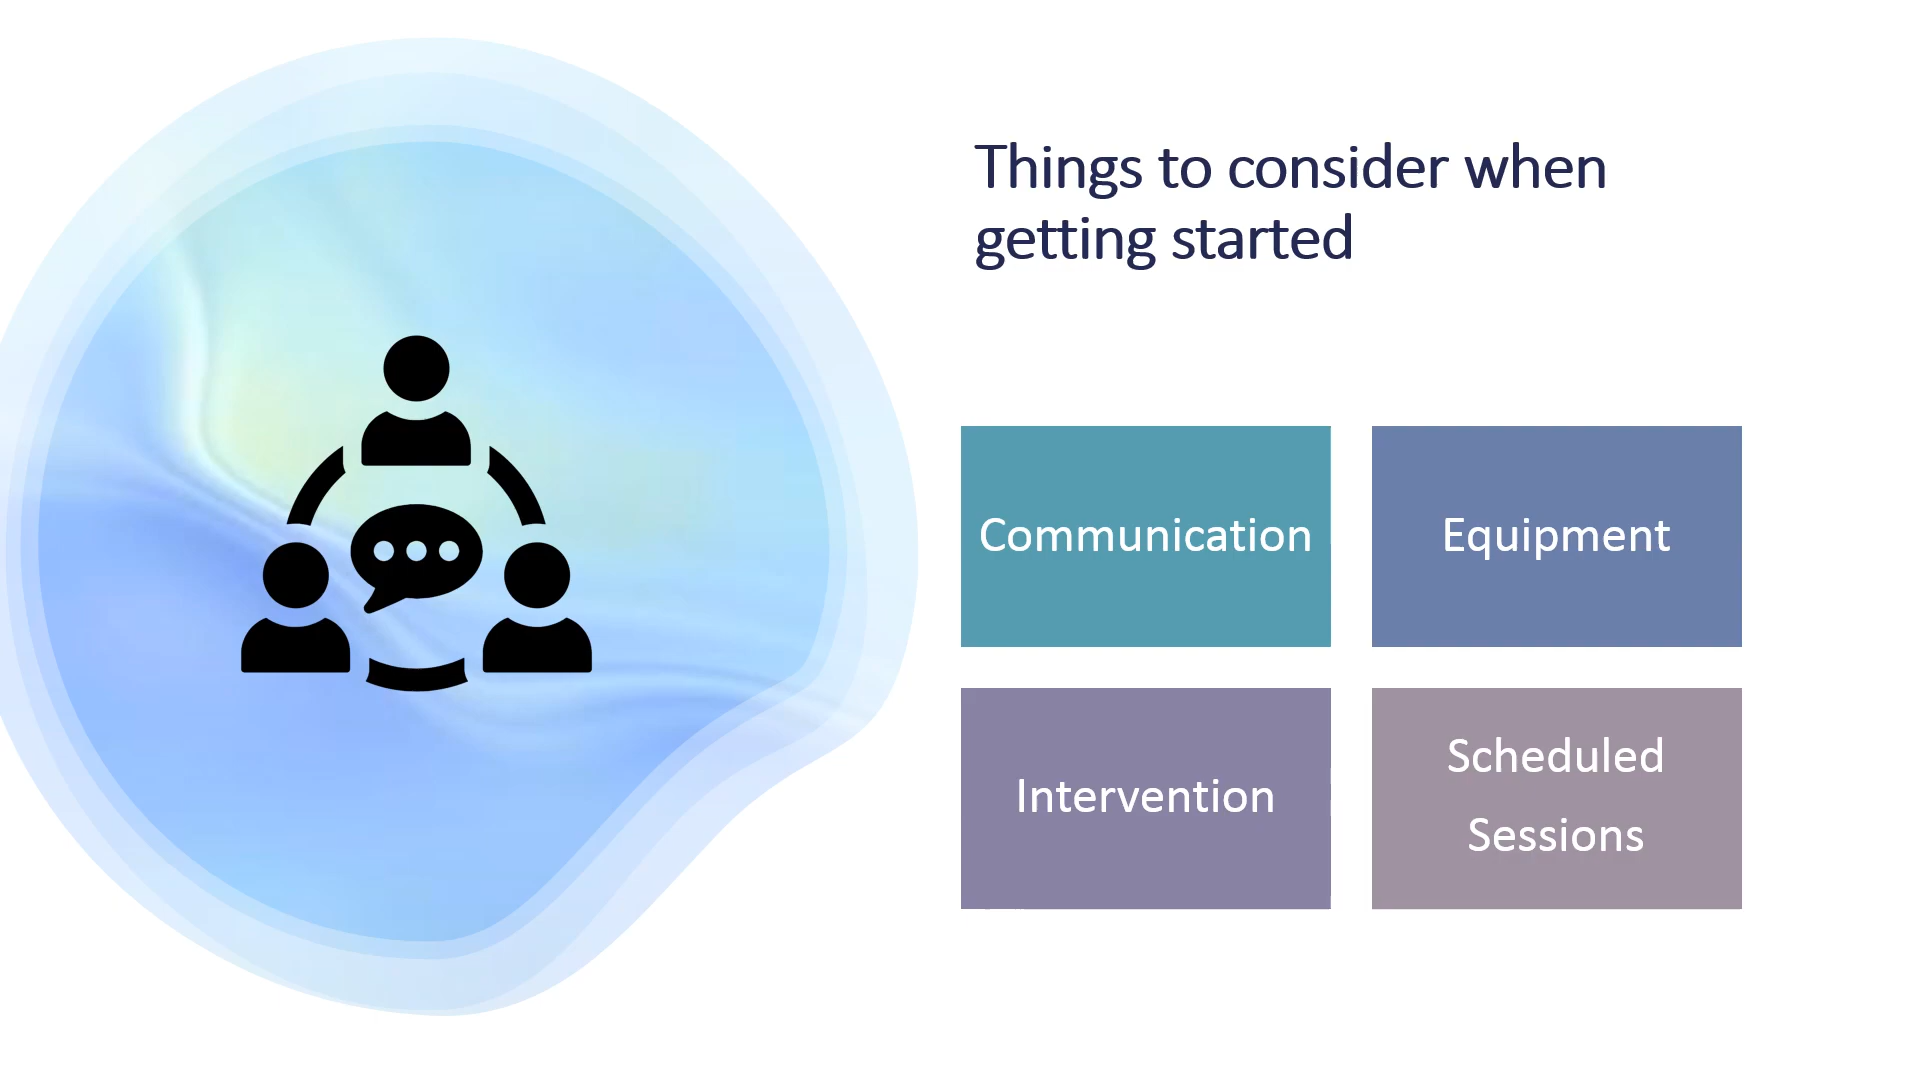 Things to consider when
getting started
Communication
Equipment
Intervention
Scheduled
Sessions